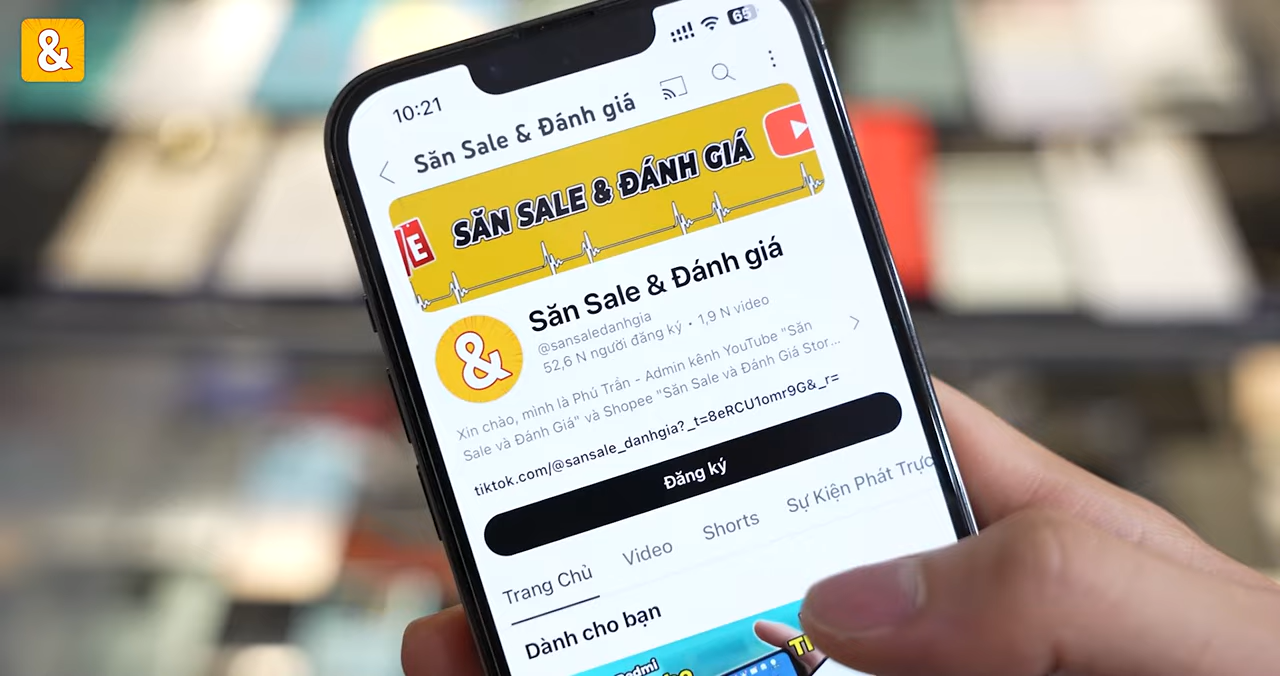 &
10:21
65
Săn Sale & Đánh giá
E
SĂN SALE & ĐÁNH GIÁ
&
Săn Sale & Đánh giá
@sansaledanhgia
52,6 N người đăng ký • 1,9 N video
Xin chào, mình là Phú Trần - Admin kênh YouTube "Săn
Sale và Đánh Giá" và Shopee "Săn Sale và Đánh Giá Stor...
tiktok.com/@sansale_danhgia?_t=8eRCU1omr9G&_r=
Đăng ký
Trang Chủ Video Shorts Sự Kiện Phát Trực
Dành cho bạn
Redmi